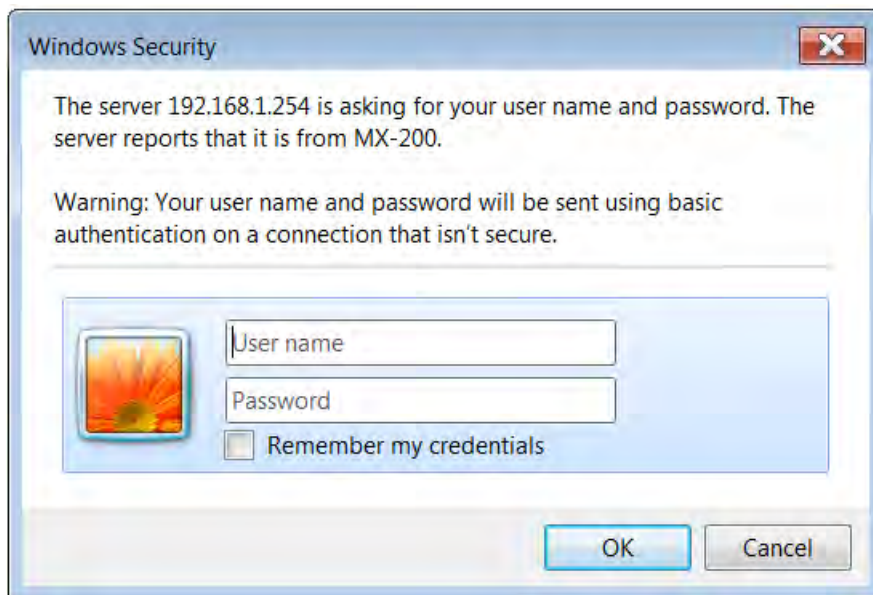 Windows Security
The server 192.168.1.254 is asking for your user name and password. The
server reports that it is from MX-200.
Warning: Your user name and password will be sent using basic
authentication on a connection that isn't secure.
User name
Password
Remember my credentials
OK
Cancel